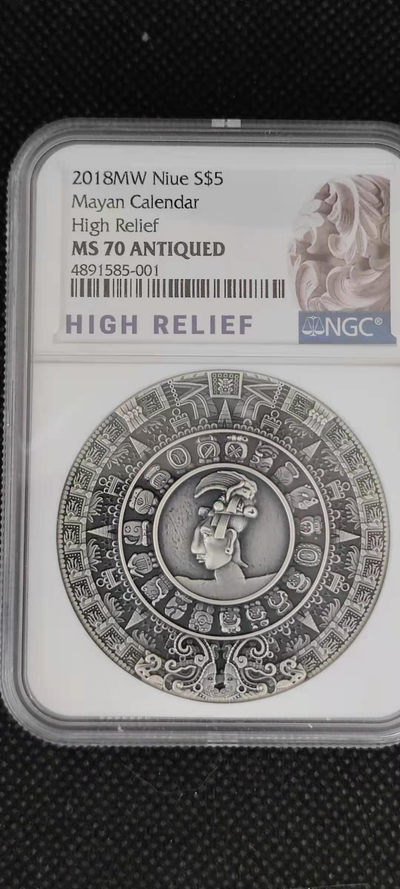 2018MW Niue S$5
Mayan Calendar
High Relief
MS 70 ANTIQUED
4891585-001
HIGH RELIEF
NGC®